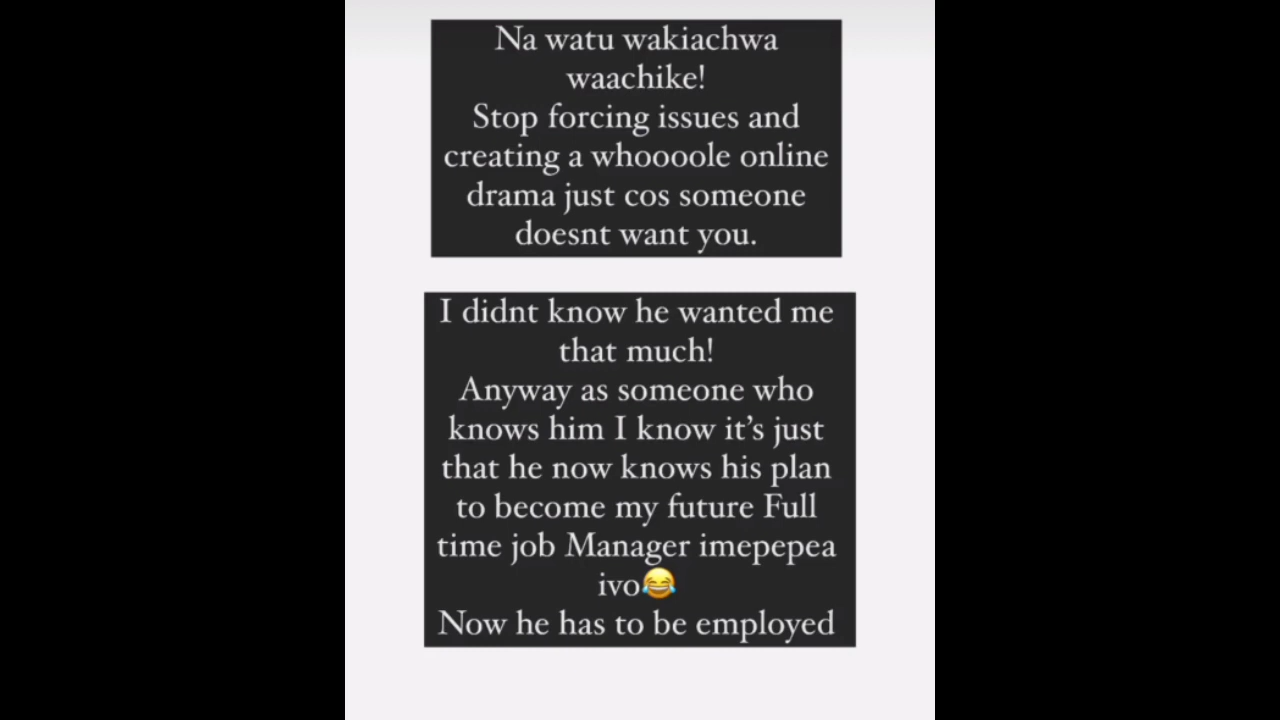 Na watu wakiachwa
waachike!
Stop forcing issues and
creating a whoooole online
drama just cos someone
doesnt want you.
I didnt know he wanted me
that much!
Anyway as someone who
knows him I know it’s just
that he now knows his plan
to become my future Full
time job Manager imepepea
ivo😂
Now he has to be employed